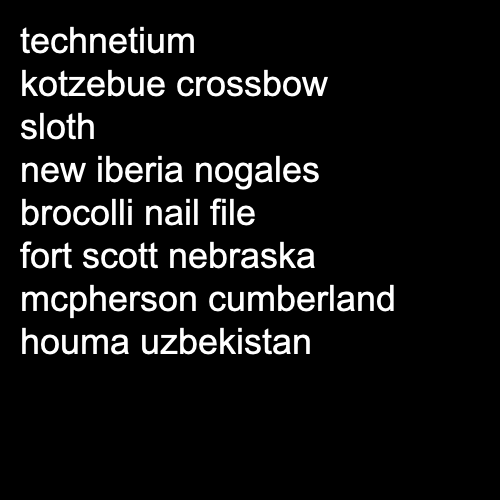 technetium
kotzebue crossbow
sloth
new iberia nogales
brocolli nail file
fort scott nebraska
mcpherson cumberland
houma uzbekistan